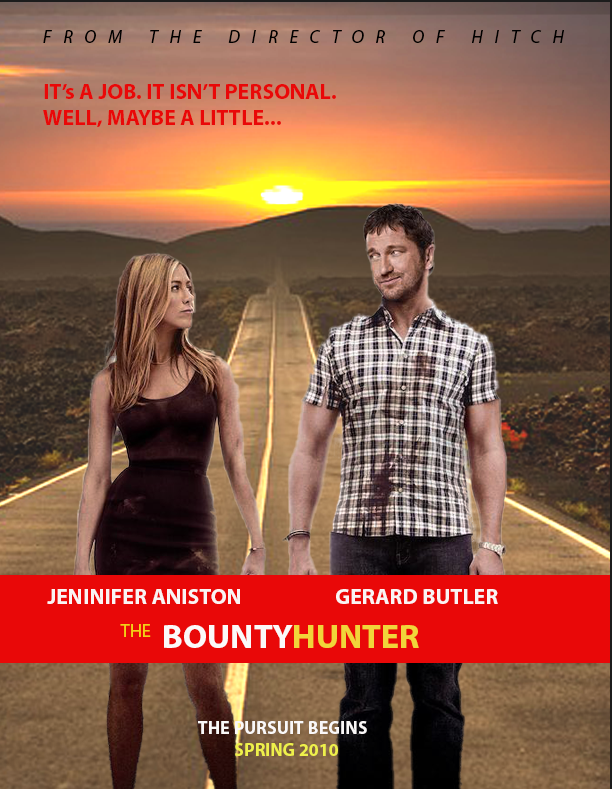 FROM THE DIRECTOR OF HITCH
IT's A JOB. IT ISN'T PERSONAL.
WELL, MAYBE A LITTLE...
JENINIFER ANISTON GERARD BUTLER
THE BOUNTYHUNTER
THE PURSUIT BEGINS
SPRING 2010